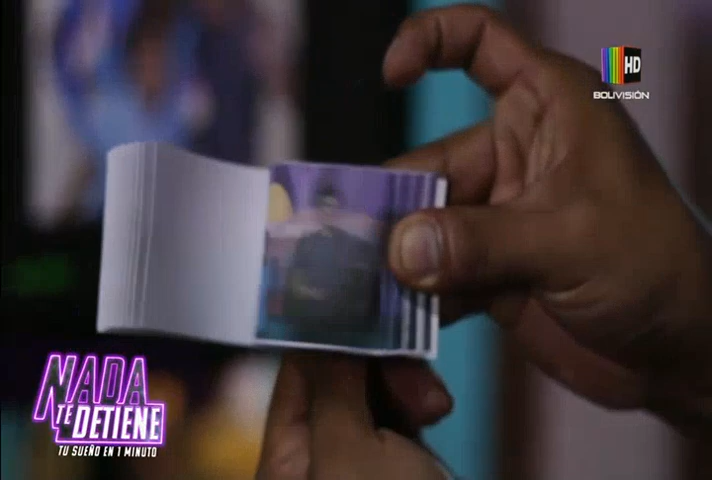 HD
BOLIVISIÓN
NADA
TE
DETIENE
TU SUEÑO EN 1 MINUTO